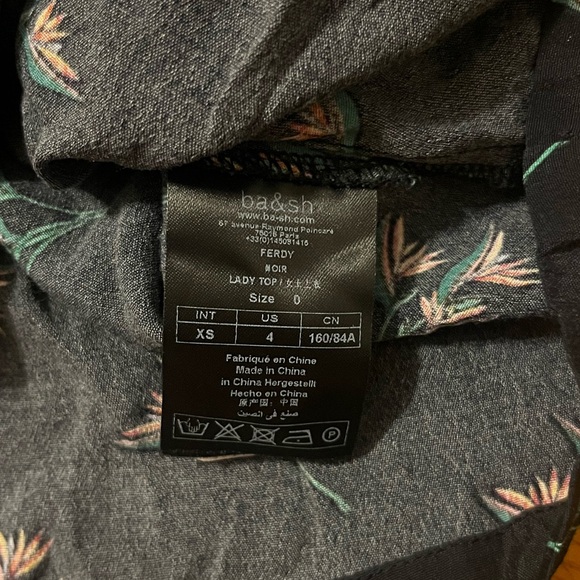 ba&sh
www.ba-sh.com
67 avenue Raymond Poincaré
75016 Paris
+33(0)145081415
FERDY
NOIR
LADY TOP / 女士上衣
Size 0
INT US CN
XS 4 160/84A
Fabriqué en Chine
Made in China
in China Hergestellt
Hecho en China
原产国: 中国
صنع في الصين
P